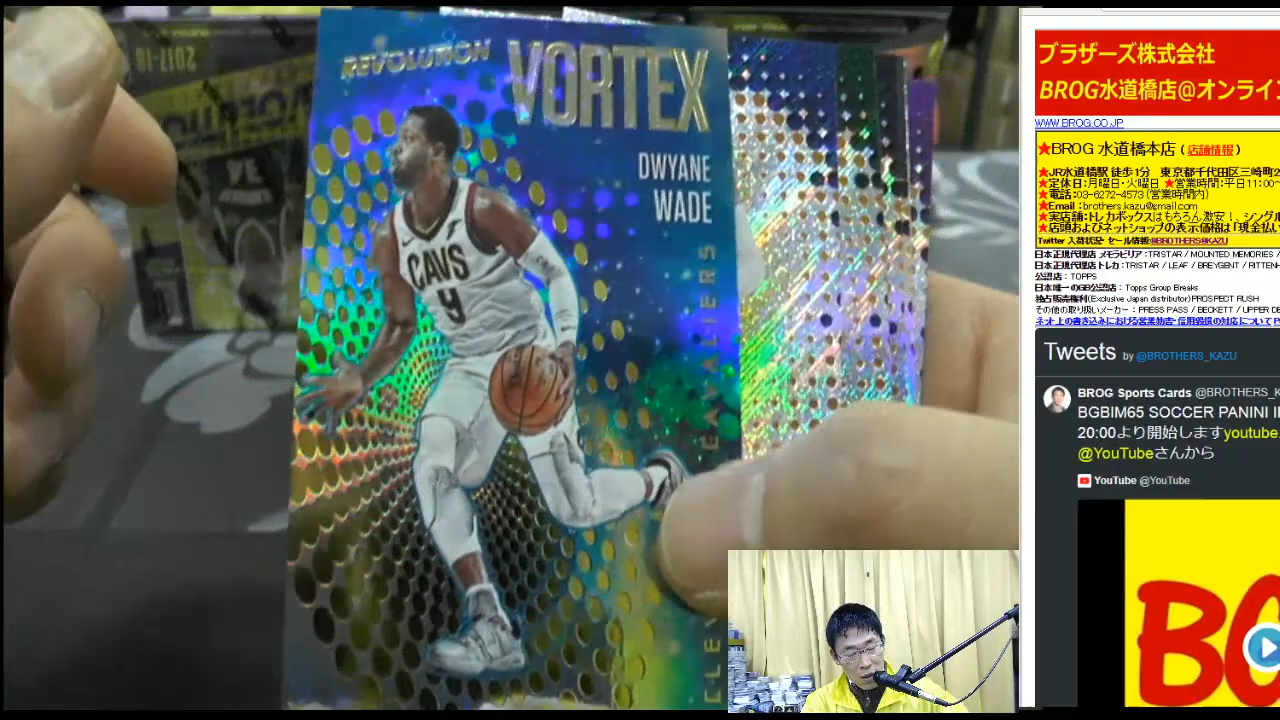 2017-18
REVOLUTION
VORTEX
DWYANE
WADE
CAVS
9
ブラザーズ株式会社
BROG水道橋店@オンライン
WWW.BROG.CO.JP
★BROG 水道橋本店 (店舗情報)
★JR水道橋駅 徒歩1分 東京都千代田区三崎町2
★定休日:月曜日・火曜日 ★営業時間:平日11:00~
★電話:03-6272-4573 (営業時間内)
★Email : brothers.kazu@gmail.com
★実店舗:トレカボックスはもちろん激安!、シングル
★店頭およびネットショップの表示価格は「現金払い
Twitter 入荷状況・セール情報@BROTHERS@KAZU
日本正規代理店 メモラビリア:TRISTAR / MOUNTED MEMORIES /
日本正規代理店 トレカ:TRISTAR / LEAF / BREYGENT / RITTEN
公認店:TOPPS
日本唯一のGB公認店: Topps Group Breaks
独占販売権利(Exclusive Japan distributor)PROSPECT RUSH
その他の取り扱いメーカー:PRESS PASS / BECKETT / UPPER DE
ネット上の書き込みにおける営業妨害・信用毀損の対応について
Tweets by @BROTHERS_KAZU
BROG Sports Cards @BROTHERS_K
BGBIM65 SOCCER PANINI
20:00より開始しますyoutube
@YouTubeさんから
YouTube @YouTube